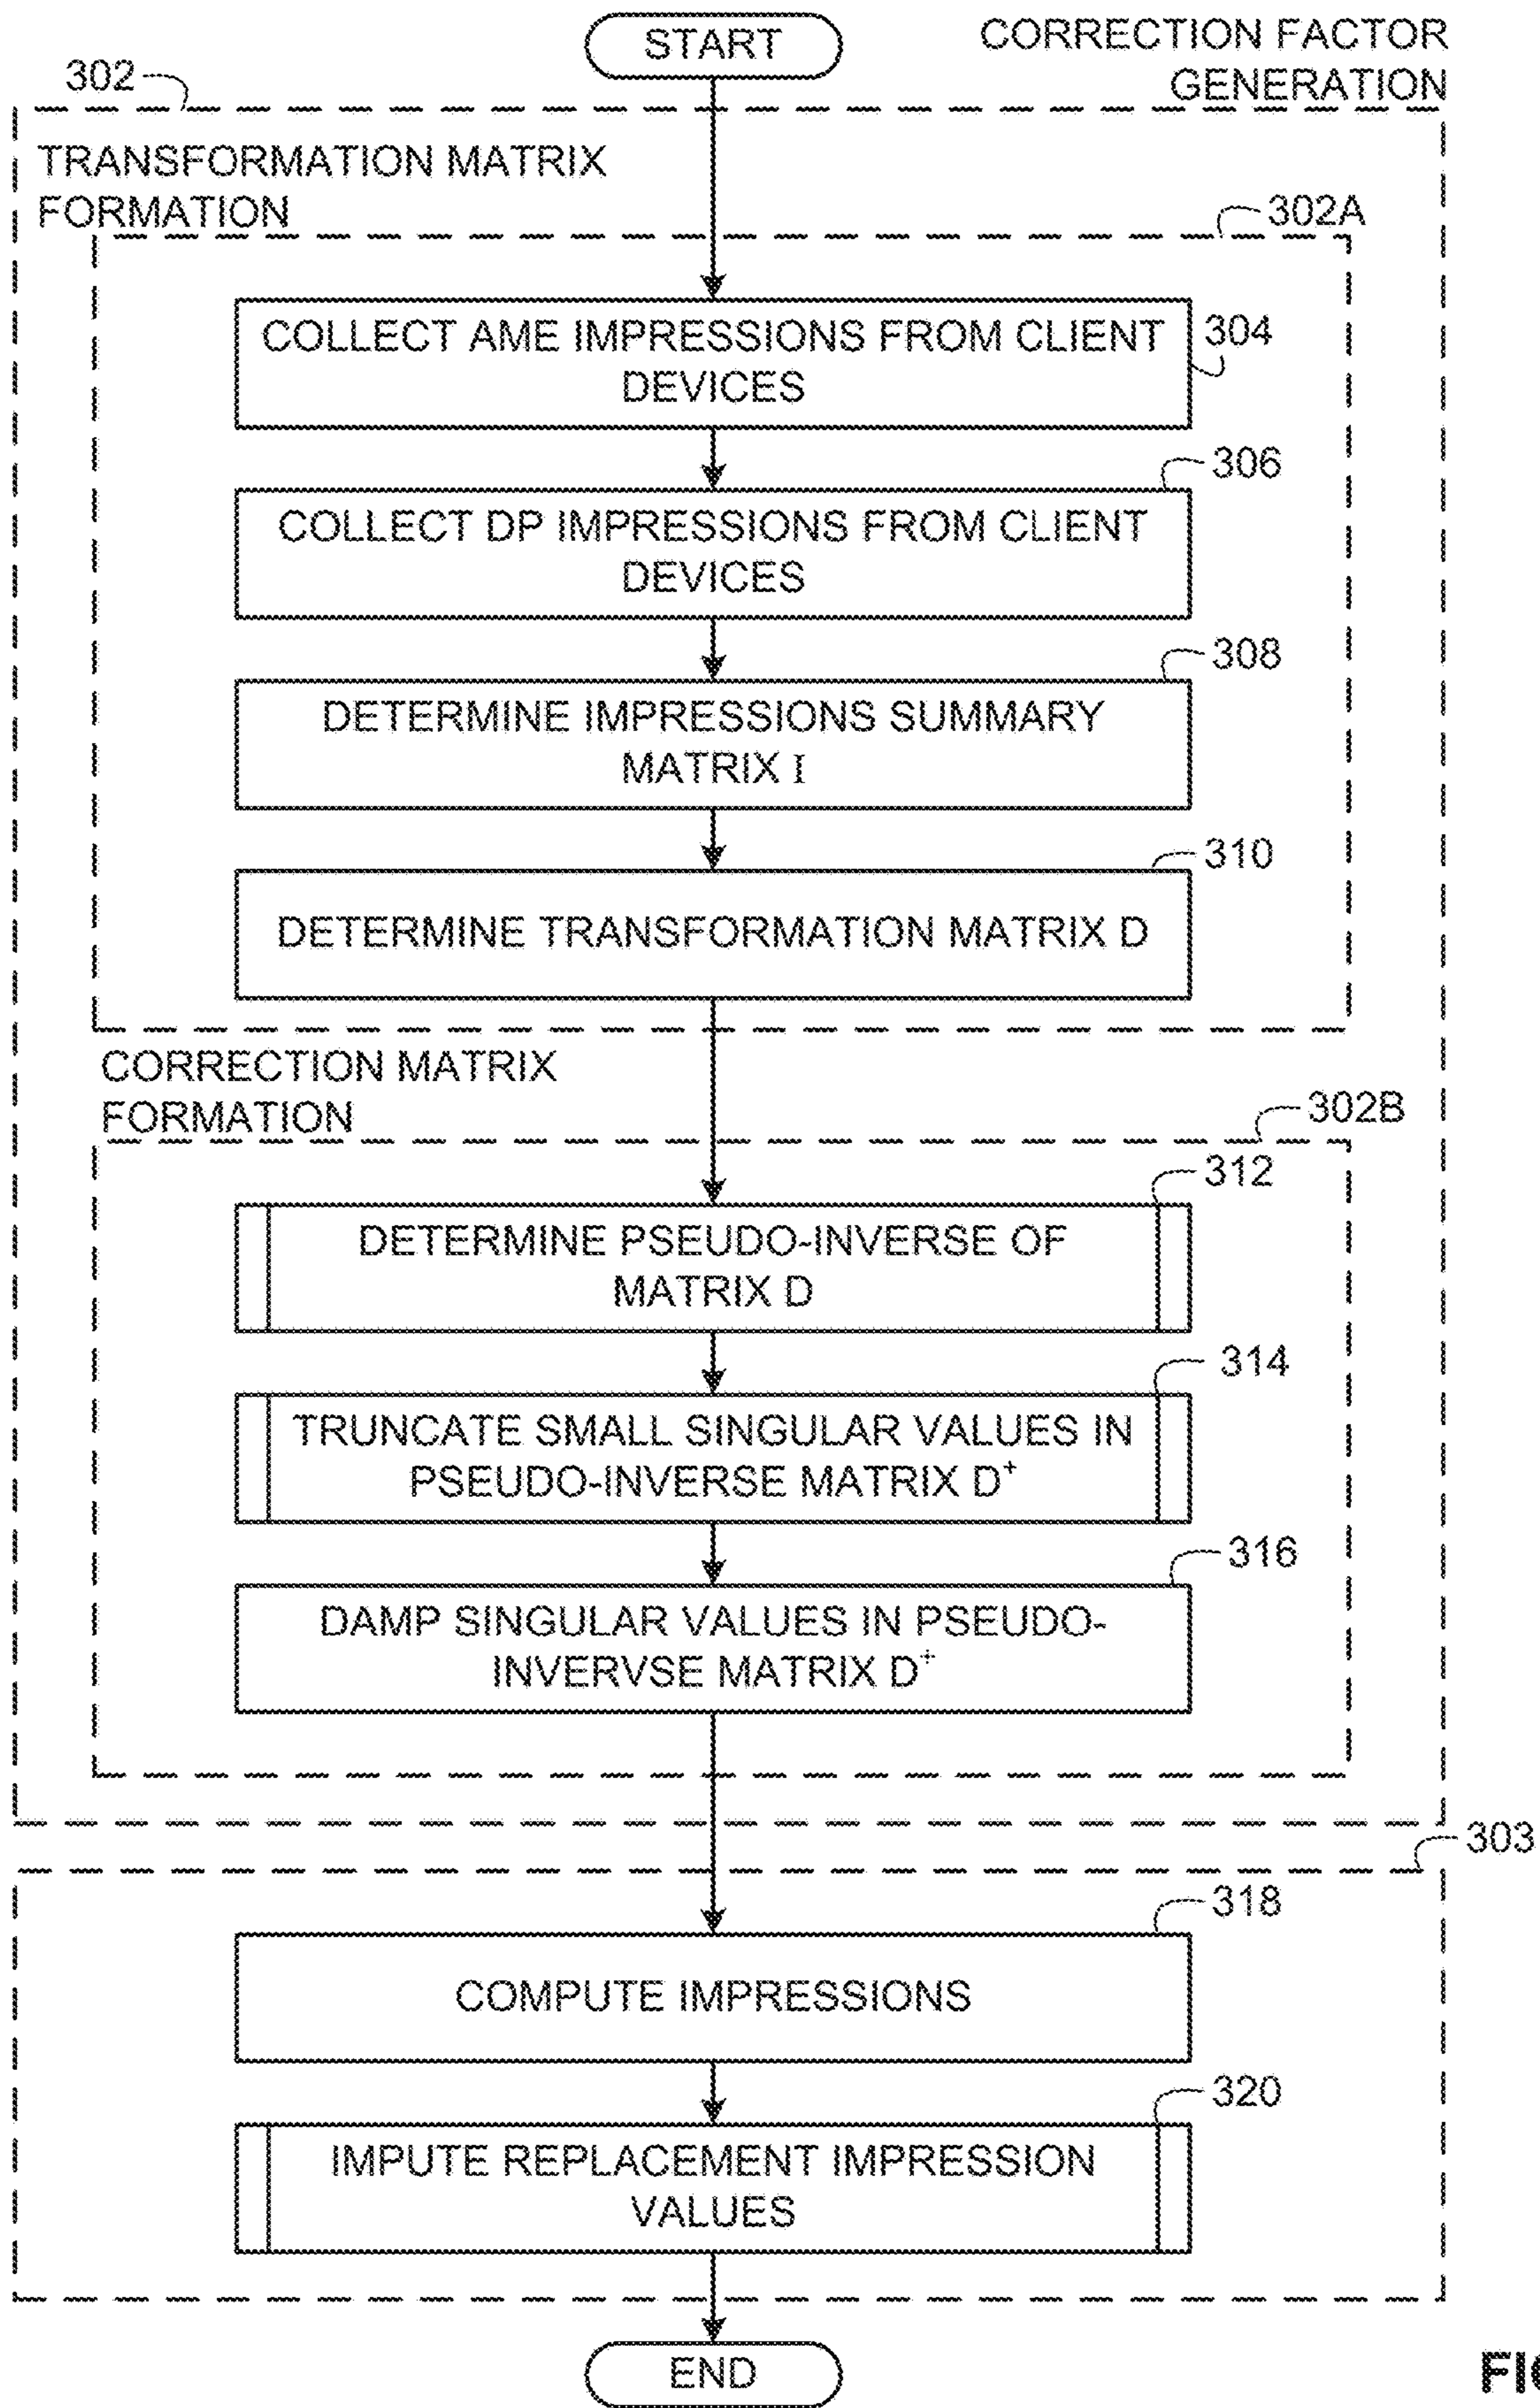 START
CORRECTION FACTOR
GENERATION
302
TRANSFORMATION MATRIX
FORMATION
302A
COLLECT AME IMPRESSIONS FROM CLIENT
DEVICES
304
306
COLLECT DP IMPRESSIONS FROM CLIENT
DEVICES
308
DETERMINE IMPRESSIONS SUMMARY
MATRIX I
310
DETERMINE TRANSFORMATION MATRIX D
CORRECTION MATRIX
FORMATION
302B
312
DETERMINE PSEUDO-INVERSE OF
MATRIX D
314
TRUNCATE SMALL SINGULAR VALUES IN
PSEUDO-INVERSE MATRIX D⁺
316
DAMP SINGULAR VALUES IN PSEUDO-
INVERVSE MATRIX D⁺
303
318
COMPUTE IMPRESSIONS
320
IMPUTE REPLACEMENT IMPRESSION
VALUES
END